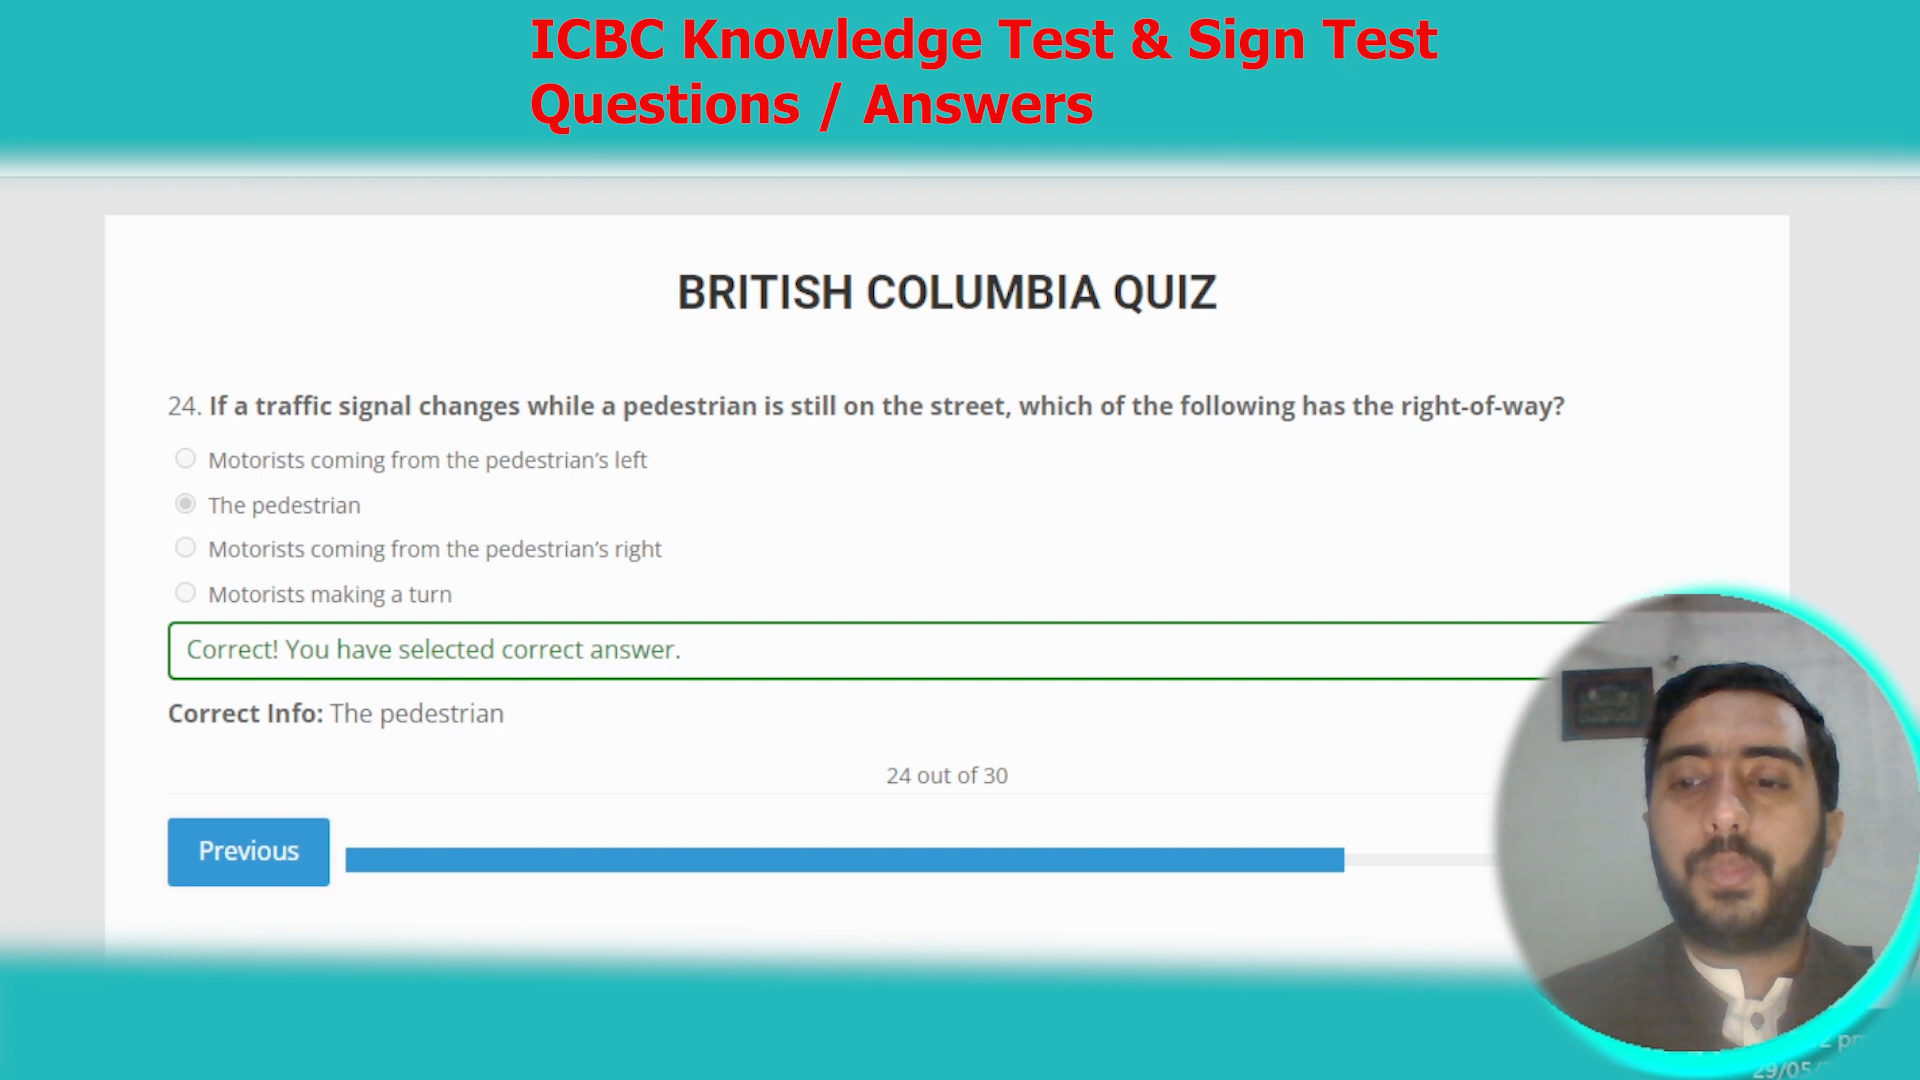 ICBC Knowledge Test & Sign Test
Questions / Answers
BRITISH COLUMBIA QUIZ
24. If a traffic signal changes while a pedestrian is still on the street, which of the following has the right-of-way?
Motorists coming from the pedestrian’s left
The pedestrian
Motorists coming from the pedestrian’s right
Motorists making a turn
Correct! You have selected correct answer.
Correct Info: The pedestrian
24 out of 30
Previous